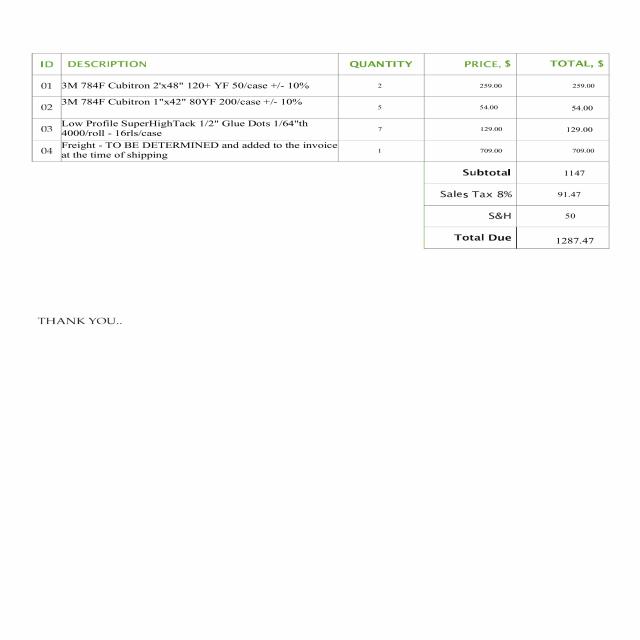 ID DESCRIPTION QUANTITY PRICE, $ TOTAL, $
01 3M 784F Cubitron 2'x48" 120+ YF 50/case +/- 10% 2 259.00 259.00
02 3M 784F Cubitron 1"x42" 80YF 200/case +/- 10% 5 54.00 54.00
03 Low Profile SuperHighTack 1/2" Glue Dots 1/64"th 7 129.00 129.00
4000/roll - 16rls/case
04 Freight - TO BE DETERMINED and added to the invoice 1 709.00 709.00
at the time of shipping
Subtotal 1147
Sales Tax 8% 91.47
S&H 50
Total Due 1287.47
THANK YOU..